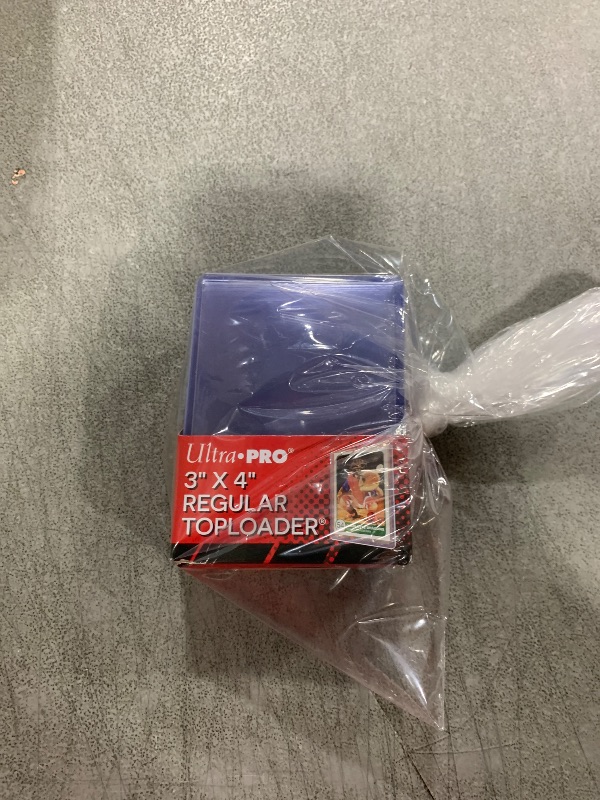 Ultra•PRO®
3" X 4"
REGULAR
TOPLOADER®